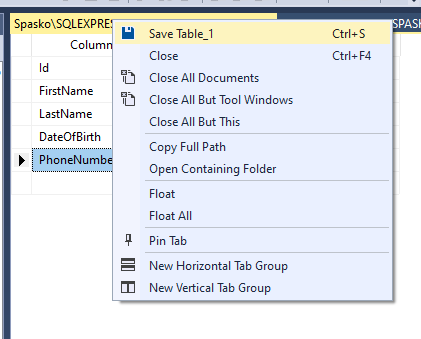 Spasko\SQLEXPRES
SPASK
Column
Save Table_1 Ctrl+S
Close Ctrl+F4
Close All Documents
Close All But Tool Windows
Close All But This
Copy Full Path
Open Containing Folder
Float
Float All
Pin Tab
New Horizontal Tab Group
New Vertical Tab Group
Id
FirstName
LastName
DateOfBirth
PhoneNumbe